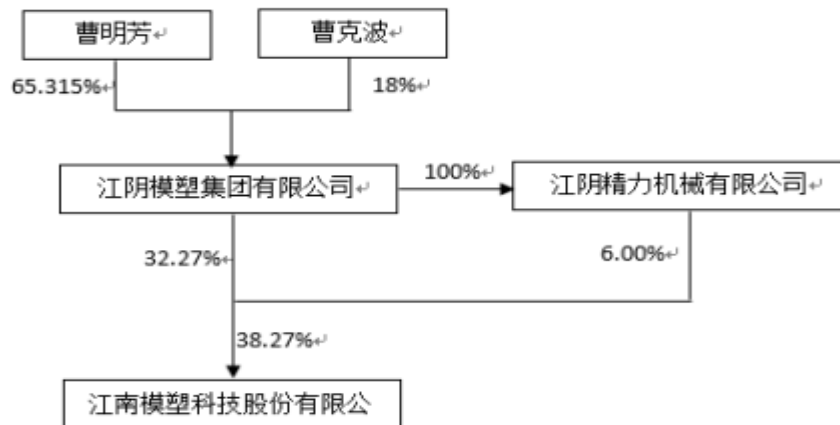 曹明芳↵
曹克波↵
65.315%↵
18%↵
江阴模塑集团有限公司↵
100%↵
江阴精力机械有限公司↵
32.27%↵
6.00%↵
38.27%↵
江南模塑科技股份有限公